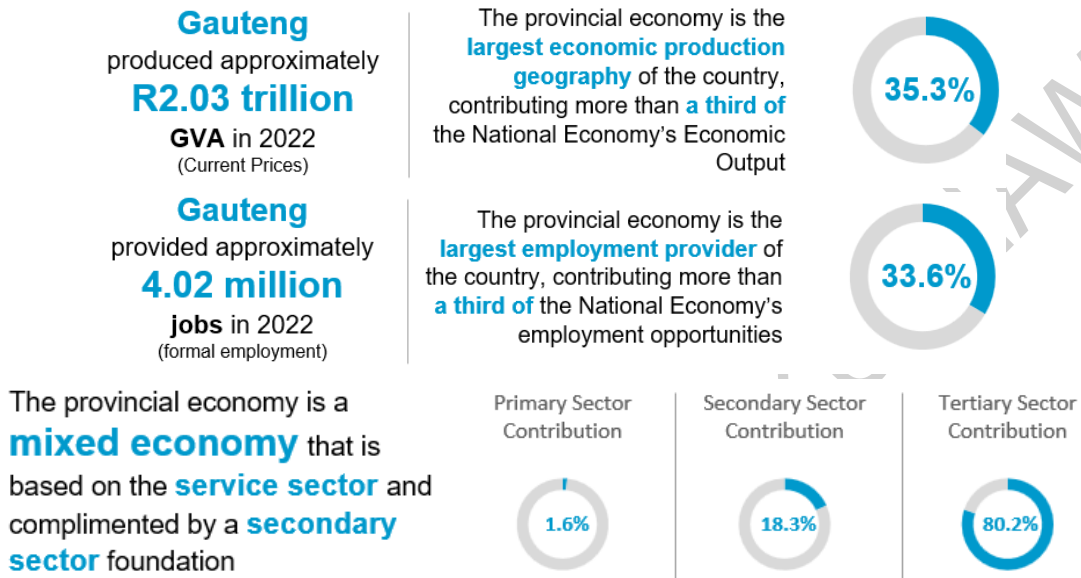 Gauteng
produced approximately
R2.03 trillion
GVA in 2022
(Current Prices)
The provincial economy is the
largest economic production
geography of the country,
contributing more than a third of
the National Economy's Economic
Output
35.3%
Gauteng
provided approximately
4.02 million
jobs in 2022
(formal employment)
The provincial economy is the
largest employment provider of
the country, contributing more than
a third of the National Economy's
employment opportunities
33.6%
The provincial economy is a
mixed economy that is
based on the service sector and
complimented by a secondary
sector foundation
Primary Sector
Contribution
1.6%
Secondary Sector
Contribution
18.3%
Tertiary Sector
Contribution
80.2%